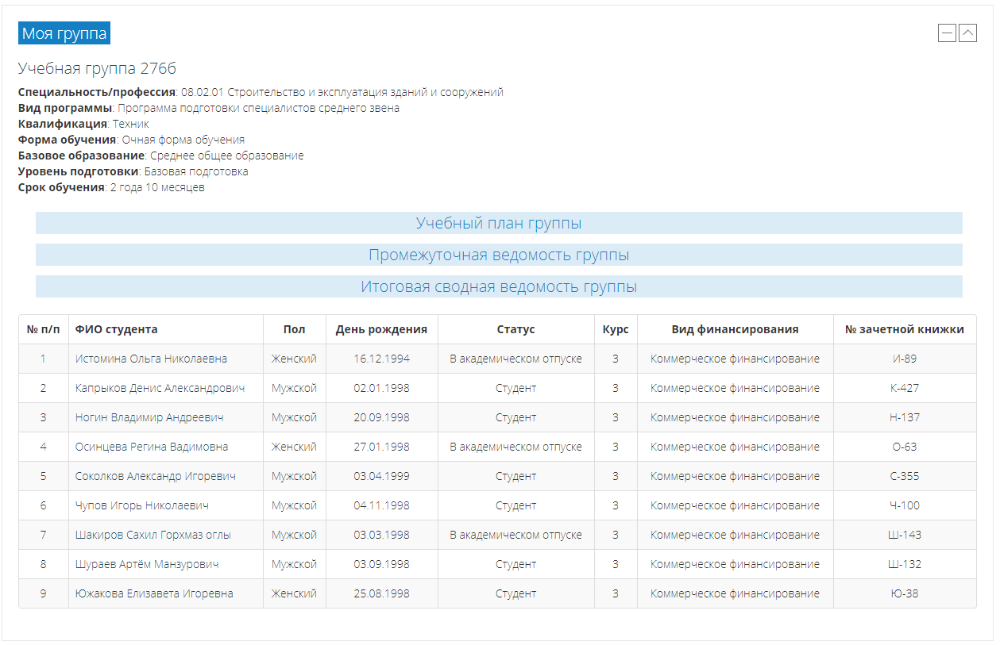 Моя группа
Учебная группа 276б
Специальность/профессия: 08.02.01 Строительство и эксплуатация зданий и сооружений
Вид программы: Программа подготовки специалистов среднего звена
Квалификация: Техник
Форма обучения: Очная форма обучения
Базовое образование: Среднее общее образование
Уровень подготовки: Базовая подготовка
Срок обучения: 2 года 10 месяцев
Учебный план группы
Промежуточная ведомость группы
Итоговая сводная ведомость группы
№ п/п ФИО студента Пол День рождения Статус Курс Вид финансирования № зачетной книжки
1 Истомина Ольга Николаевна Женский 16.12.1994 В академическом отпуске 3 Коммерческое финансирование И-89
2 Капрыков Денис Александрович Мужской 02.01.1998 Студент 3 Коммерческое финансирование К-427
3 Ногин Владимир Андреевич Мужской 20.09.1998 Студент 3 Коммерческое финансирование Н-137
4 Осинцева Регина Вадимовна Женский 27.01.1998 В академическом отпуске 3 Коммерческое финансирование О-63
5 Соколков Александр Игоревич Мужской 03.04.1999 Студент 3 Коммерческое финансирование С-355
6 Чупов Игорь Николаевич Мужской 04.11.1998 Студент 3 Коммерческое финансирование Ч-100
7 Шакиров Сахил Горхмаз оглы Мужской 03.03.1998 В академическом отпуске 3 Коммерческое финансирование Ш-143
8 Шураев Артём Манзурович Мужской 03.09.1998 Студент 3 Коммерческое финансирование Ш-132
9 Южакова Елизавета Игоревна Женский 25.08.1998 Студент 3 Коммерческое финансирование Ю-38